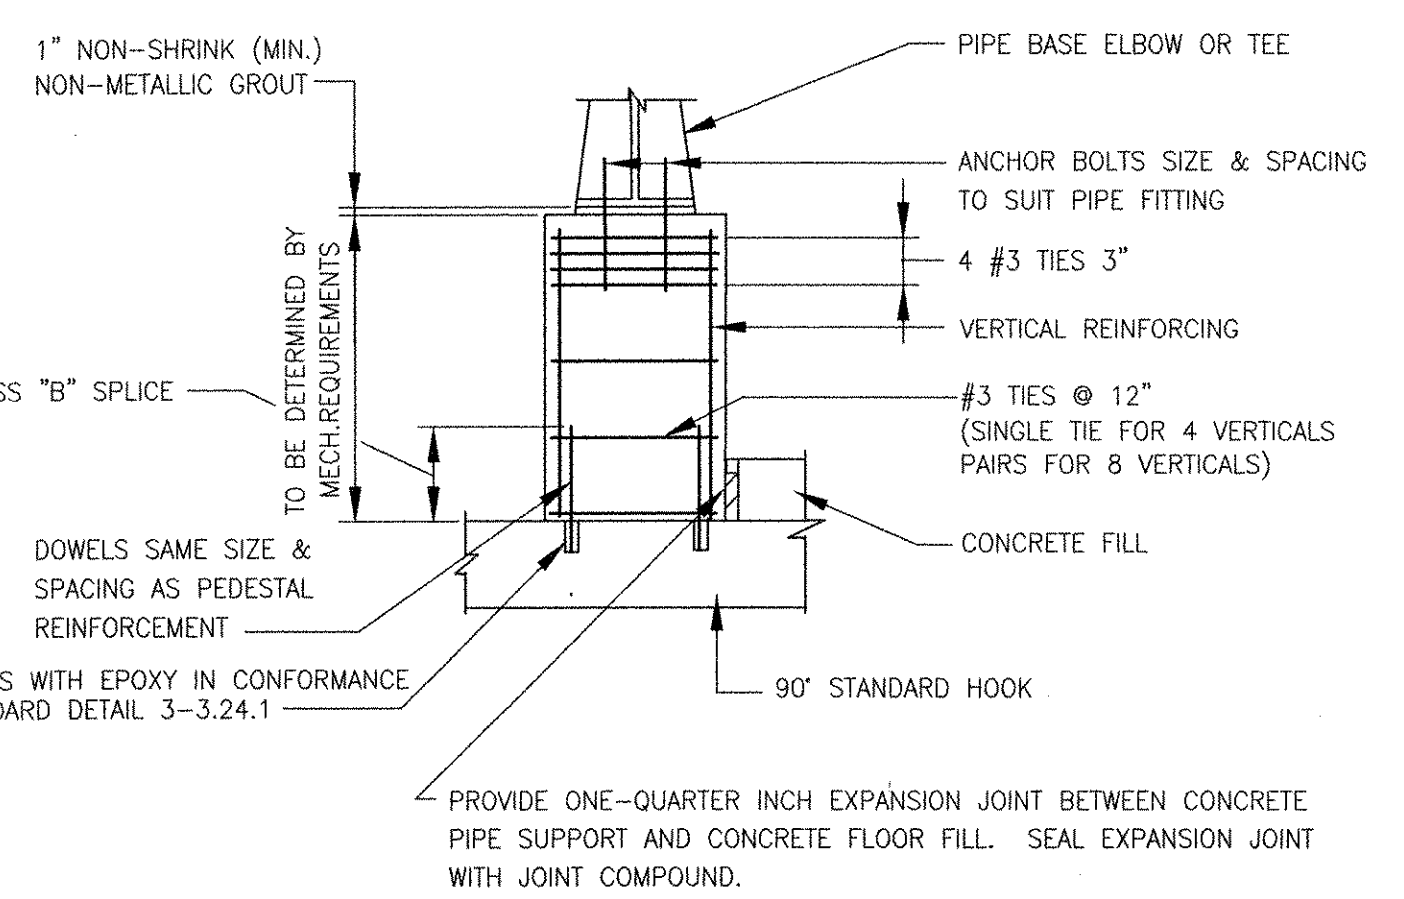 1" NON-SHRINK (MIN.)
NON-METALLIC GROUT
PIPE BASE ELBOW OR TEE
ANCHOR BOLTS SIZE & SPACING
TO SUIT PIPE FITTING
4 #3 TIES 3"
VERTICAL REINFORCING
TO BE DETERMINED BY
MECH.REQUIREMENTS
SS "B" SPLICE
#3 TIES @ 12"
(SINGLE TIE FOR 4 VERTICALS
PAIRS FOR 8 VERTICALS)
CONCRETE FILL
DOWELS SAME SIZE &
SPACING AS PEDESTAL
REINFORCEMENT
S WITH EPOXY IN CONFORMANCE
DARD DETAIL 3-3.24.1
90° STANDARD HOOK
PROVIDE ONE-QUARTER INCH EXPANSION JOINT BETWEEN CONCRETE
PIPE SUPPORT AND CONCRETE FLOOR FILL. SEAL EXPANSION JOINT
WITH JOINT COMPOUND.